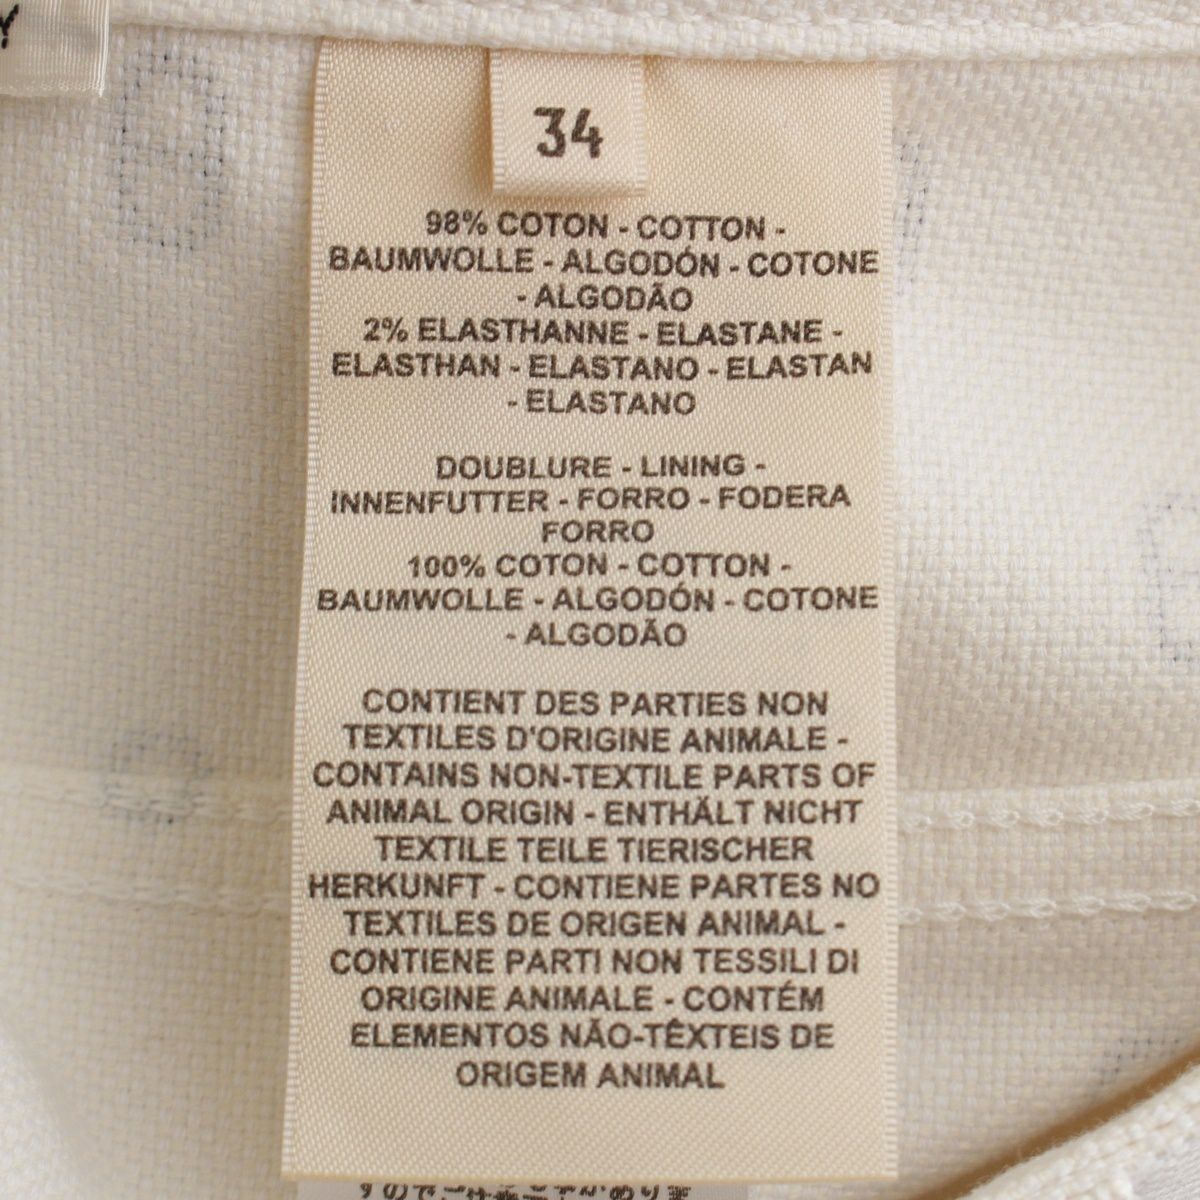 Y
34
98% COTON - COTTON -
BAUMWOLLE - ALGODÓN - COTONE
- ALGODÃO
2% ELASTHANNE - ELASTANE -
ELASTHAN - ELASTANO - ELASTAN
- ELASTANO
DOUBLURE - LINING -
INNENFUTTER - FORRO - FODERA
FORRO
100% COTON - COTTON -
BAUMWOLLE - ALGODÓN - COTONE
- ALGODÃO
CONTIENT DES PARTIES NON
TEXTILES D'ORIGINE ANIMALE -
CONTAINS NON-TEXTILE PARTS OF
ANIMAL ORIGIN - ENTHÄLT NICHT
TEXTILE TEILE TIERISCHER
HERKUNFT - CONTIENE PARTES NO
TEXTILES DE ORIGEN ANIMAL -
CONTIENE PARTI NON TESSILI DI
ORIGINE ANIMALE - CONTÉM
ELEMENTOS NÃO-TÊXTEIS DE
ORIGEM ANIMAL